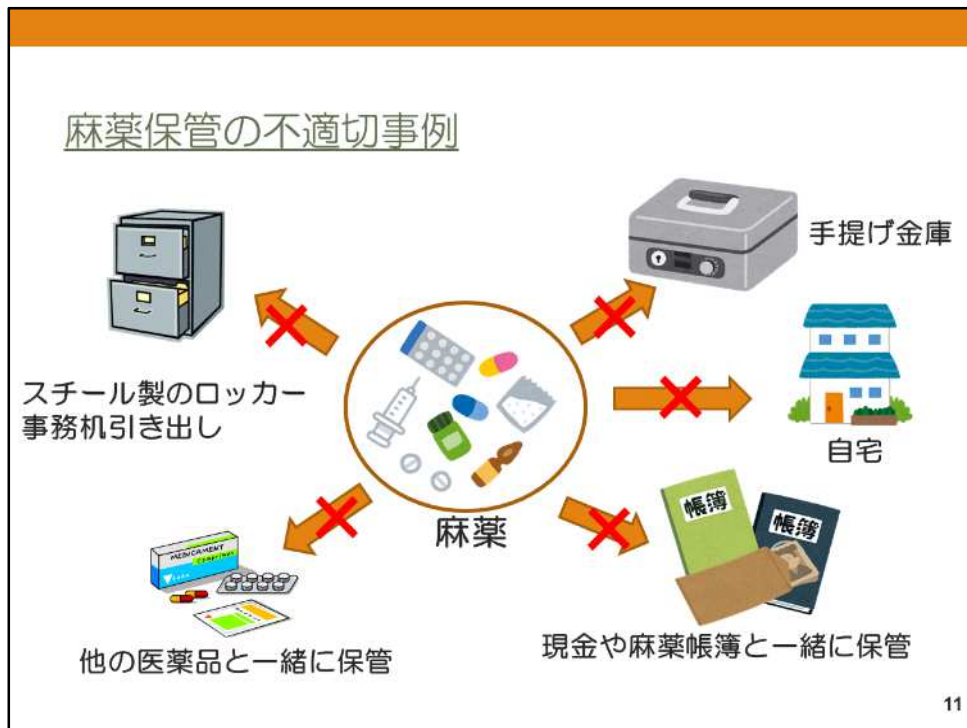 麻薬保管の不適切事例
手提げ金庫
スチール製のロッカー
事務机引き出し
自宅
麻薬
帳簿
帳簿
MEDICAMENT
他の医薬品と一緒に保管
現金や麻薬帳簿と一緒に保管
11